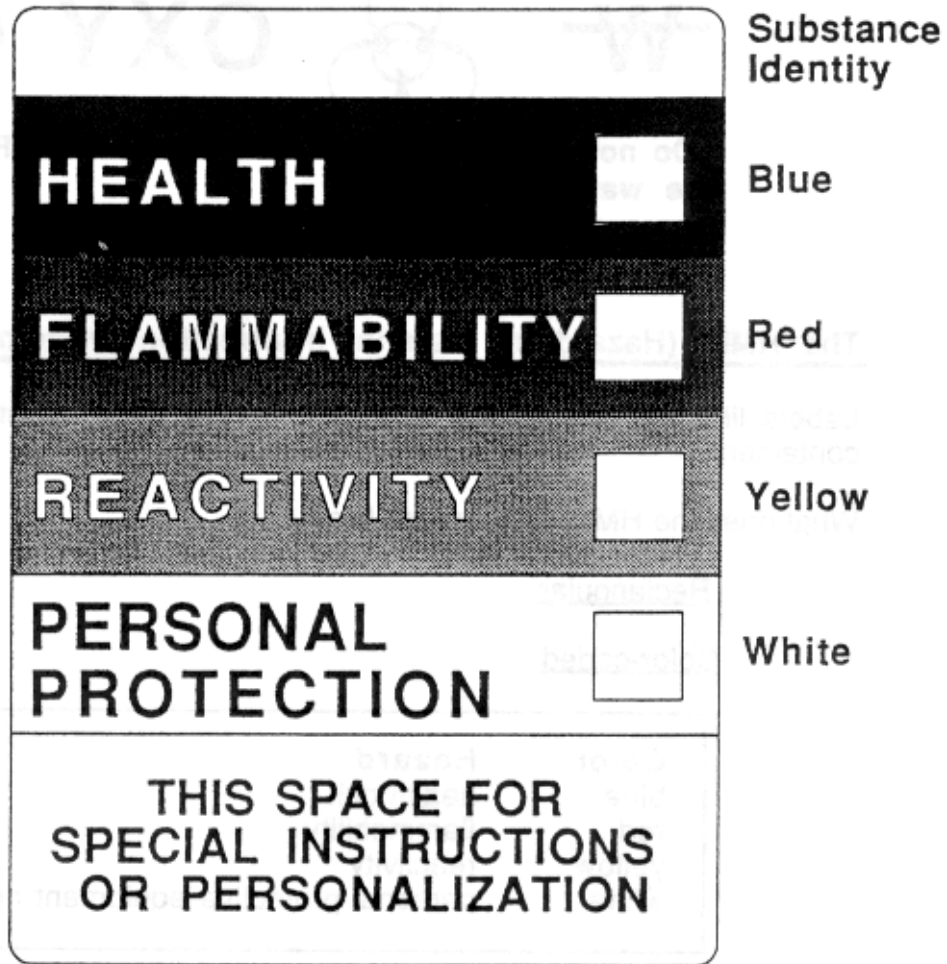 Substance
Identity
HEALTH
Blue
FLAMMABILITY
Red
REACTIVITY
Yellow
PERSONAL
PROTECTION
White
THIS SPACE FOR
SPECIAL INSTRUCTIONS
OR PERSONALIZATION